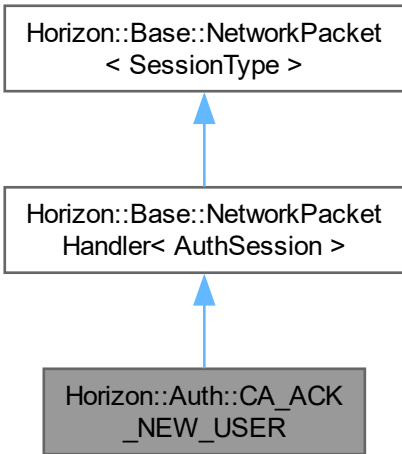 Horizon::Base::NetworkPacket
< SessionType >
Horizon::Base::NetworkPacket
Handler< AuthSession >
Horizon::Auth::CA_ACK
_NEW_USER